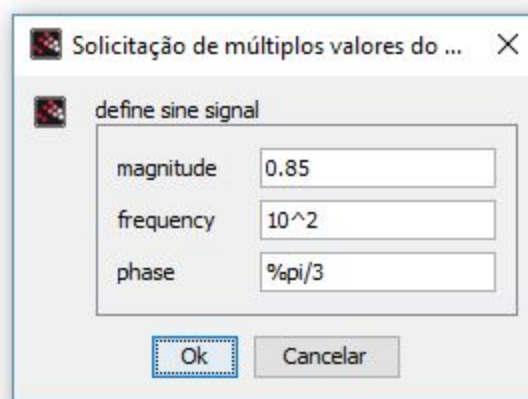 Solicitação de múltiplos valores do ...
define sine signal
magnitude 0.85
frequency 10^2
phase %pi/3
Ok Cancelar